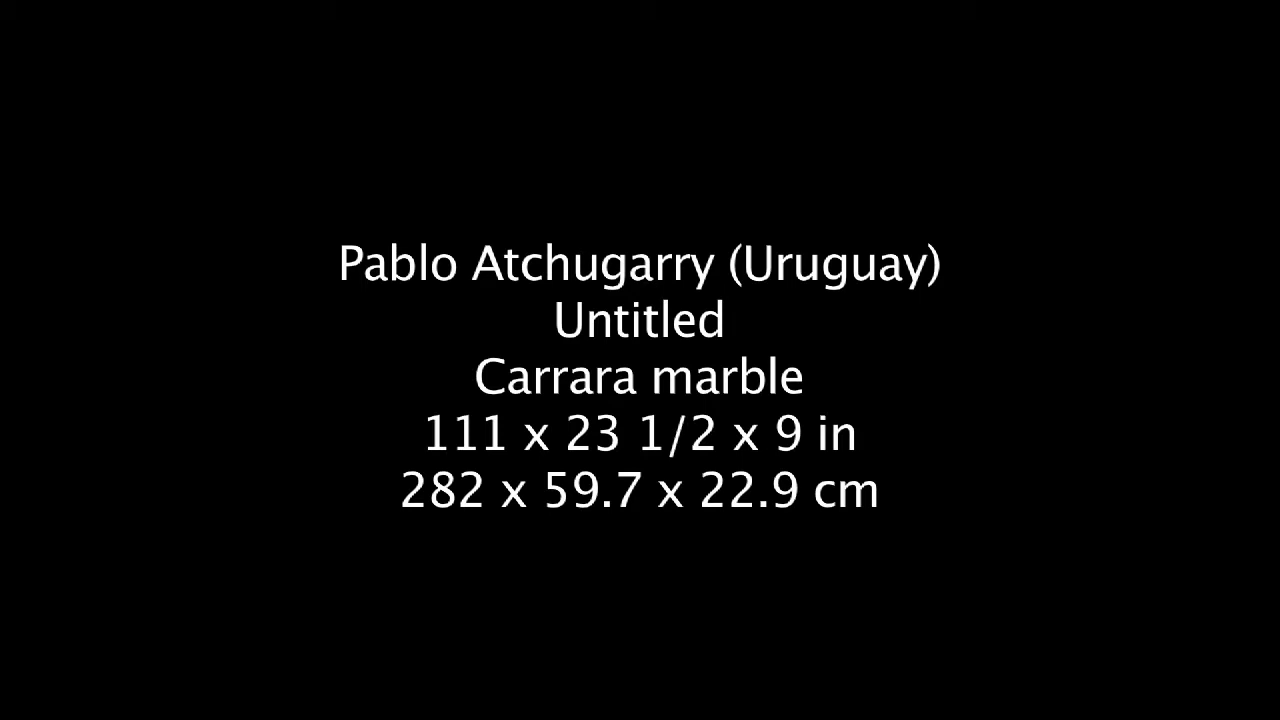 Pablo Atchugarry (Uruguay)
Untitled
Carrara marble
111 x 23 1/2 x 9 in
282 x 59.7 x 22.9 cm